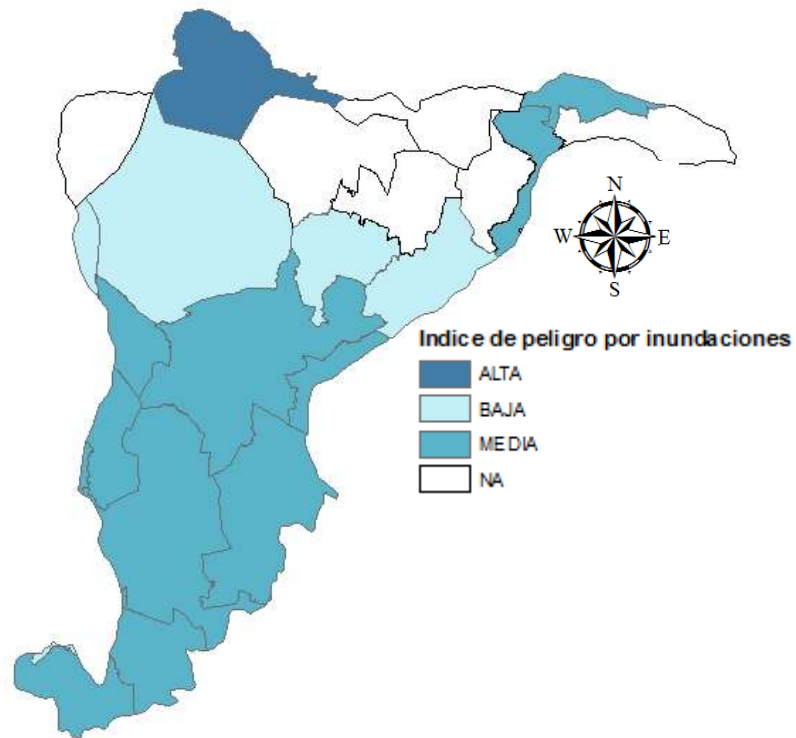 N
W E
S
Indice de peligro por inundaciones
ALTA
BAJA
MEDIA
NA